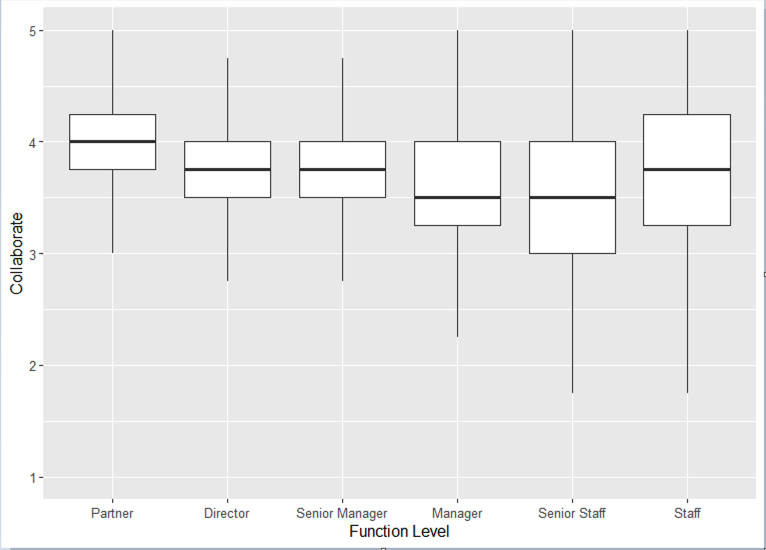 5
4
3
2
1
Collaborate
Partner Director Senior Manager Manager Senior Staff Staff
Function Level